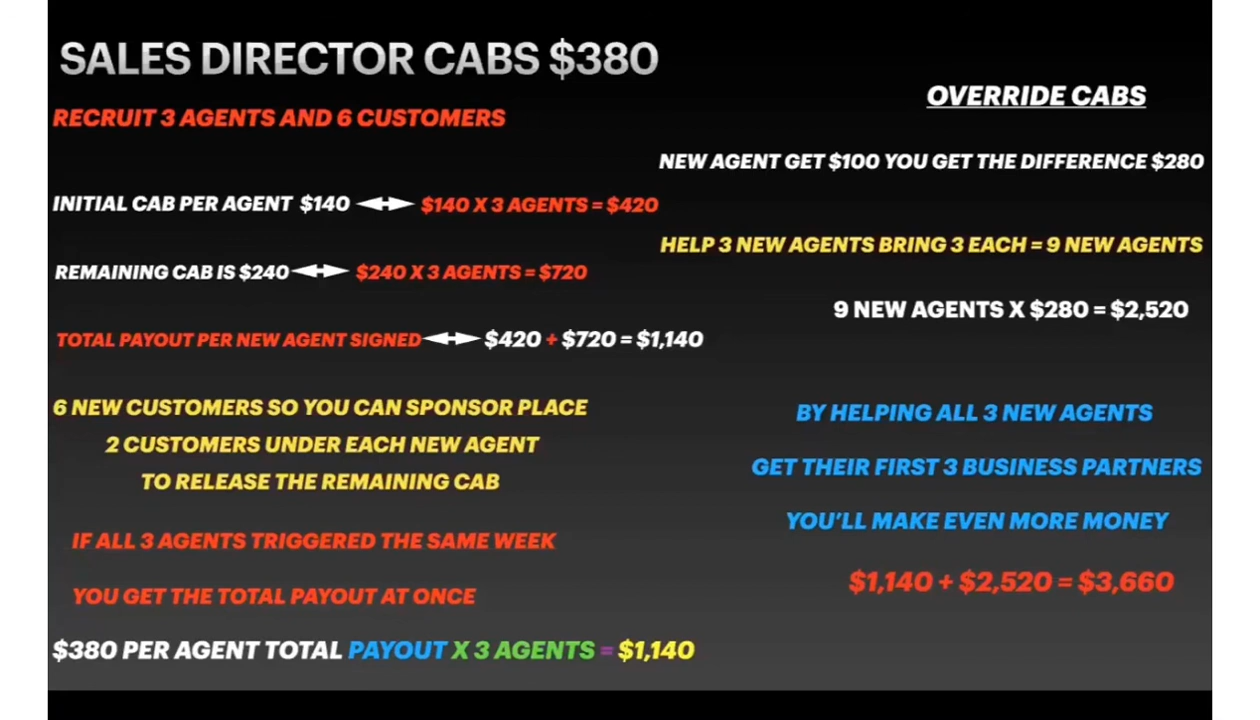 SALES DIRECTOR CABS $380
RECRUIT 3 AGENTS AND 6 CUSTOMERS
INITIAL CAB PER AGENT $140 $140 X 3 AGENTS = $420
REMAINING CAB IS $240 $240 X 3 AGENTS = $720
TOTAL PAYOUT PER NEW AGENT SIGNED $420 + $720 = $1,140
6 NEW CUSTOMERS SO YOU CAN SPONSOR PLACE
2 CUSTOMERS UNDER EACH NEW AGENT
TO RELEASE THE REMAINING CAB
IF ALL 3 AGENTS TRIGGERED THE SAME WEEK
YOU GET THE TOTAL PAYOUT AT ONCE
$380 PER AGENT TOTAL PAYOUT X 3 AGENTS = $1,140
OVERRIDE CABS
NEW AGENT GET $100 YOU GET THE DIFFERENCE $280
HELP 3 NEW AGENTS BRING 3 EACH = 9 NEW AGENTS
9 NEW AGENTS X $280 = $2,520
BY HELPING ALL 3 NEW AGENTS
GET THEIR FIRST 3 BUSINESS PARTNERS
YOU'LL MAKE EVEN MORE MONEY
$1,140 + $2,520 = $3,660